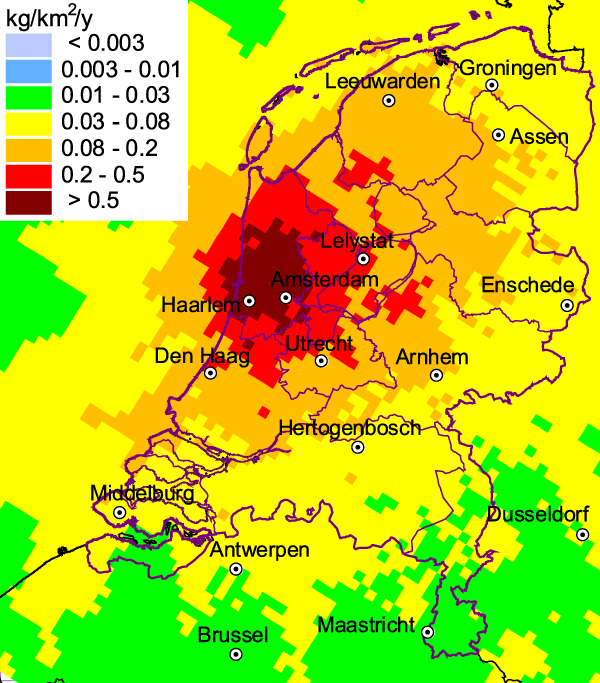 kg/km²/y
< 0.003
0.003 - 0.01
0.01 - 0.03
0.03 - 0.08
0.08 - 0.2
0.2 - 0.5
> 0.5
Groningen
Leeuwarden
Assen
Lelystat
Amsterdam
Enschede
Haarlem
Utrecht
Den Haag
Arnhem
Hertogenbosch
Middelburg
Dusseldorf
Antwerpen
Maastricht
Brussel